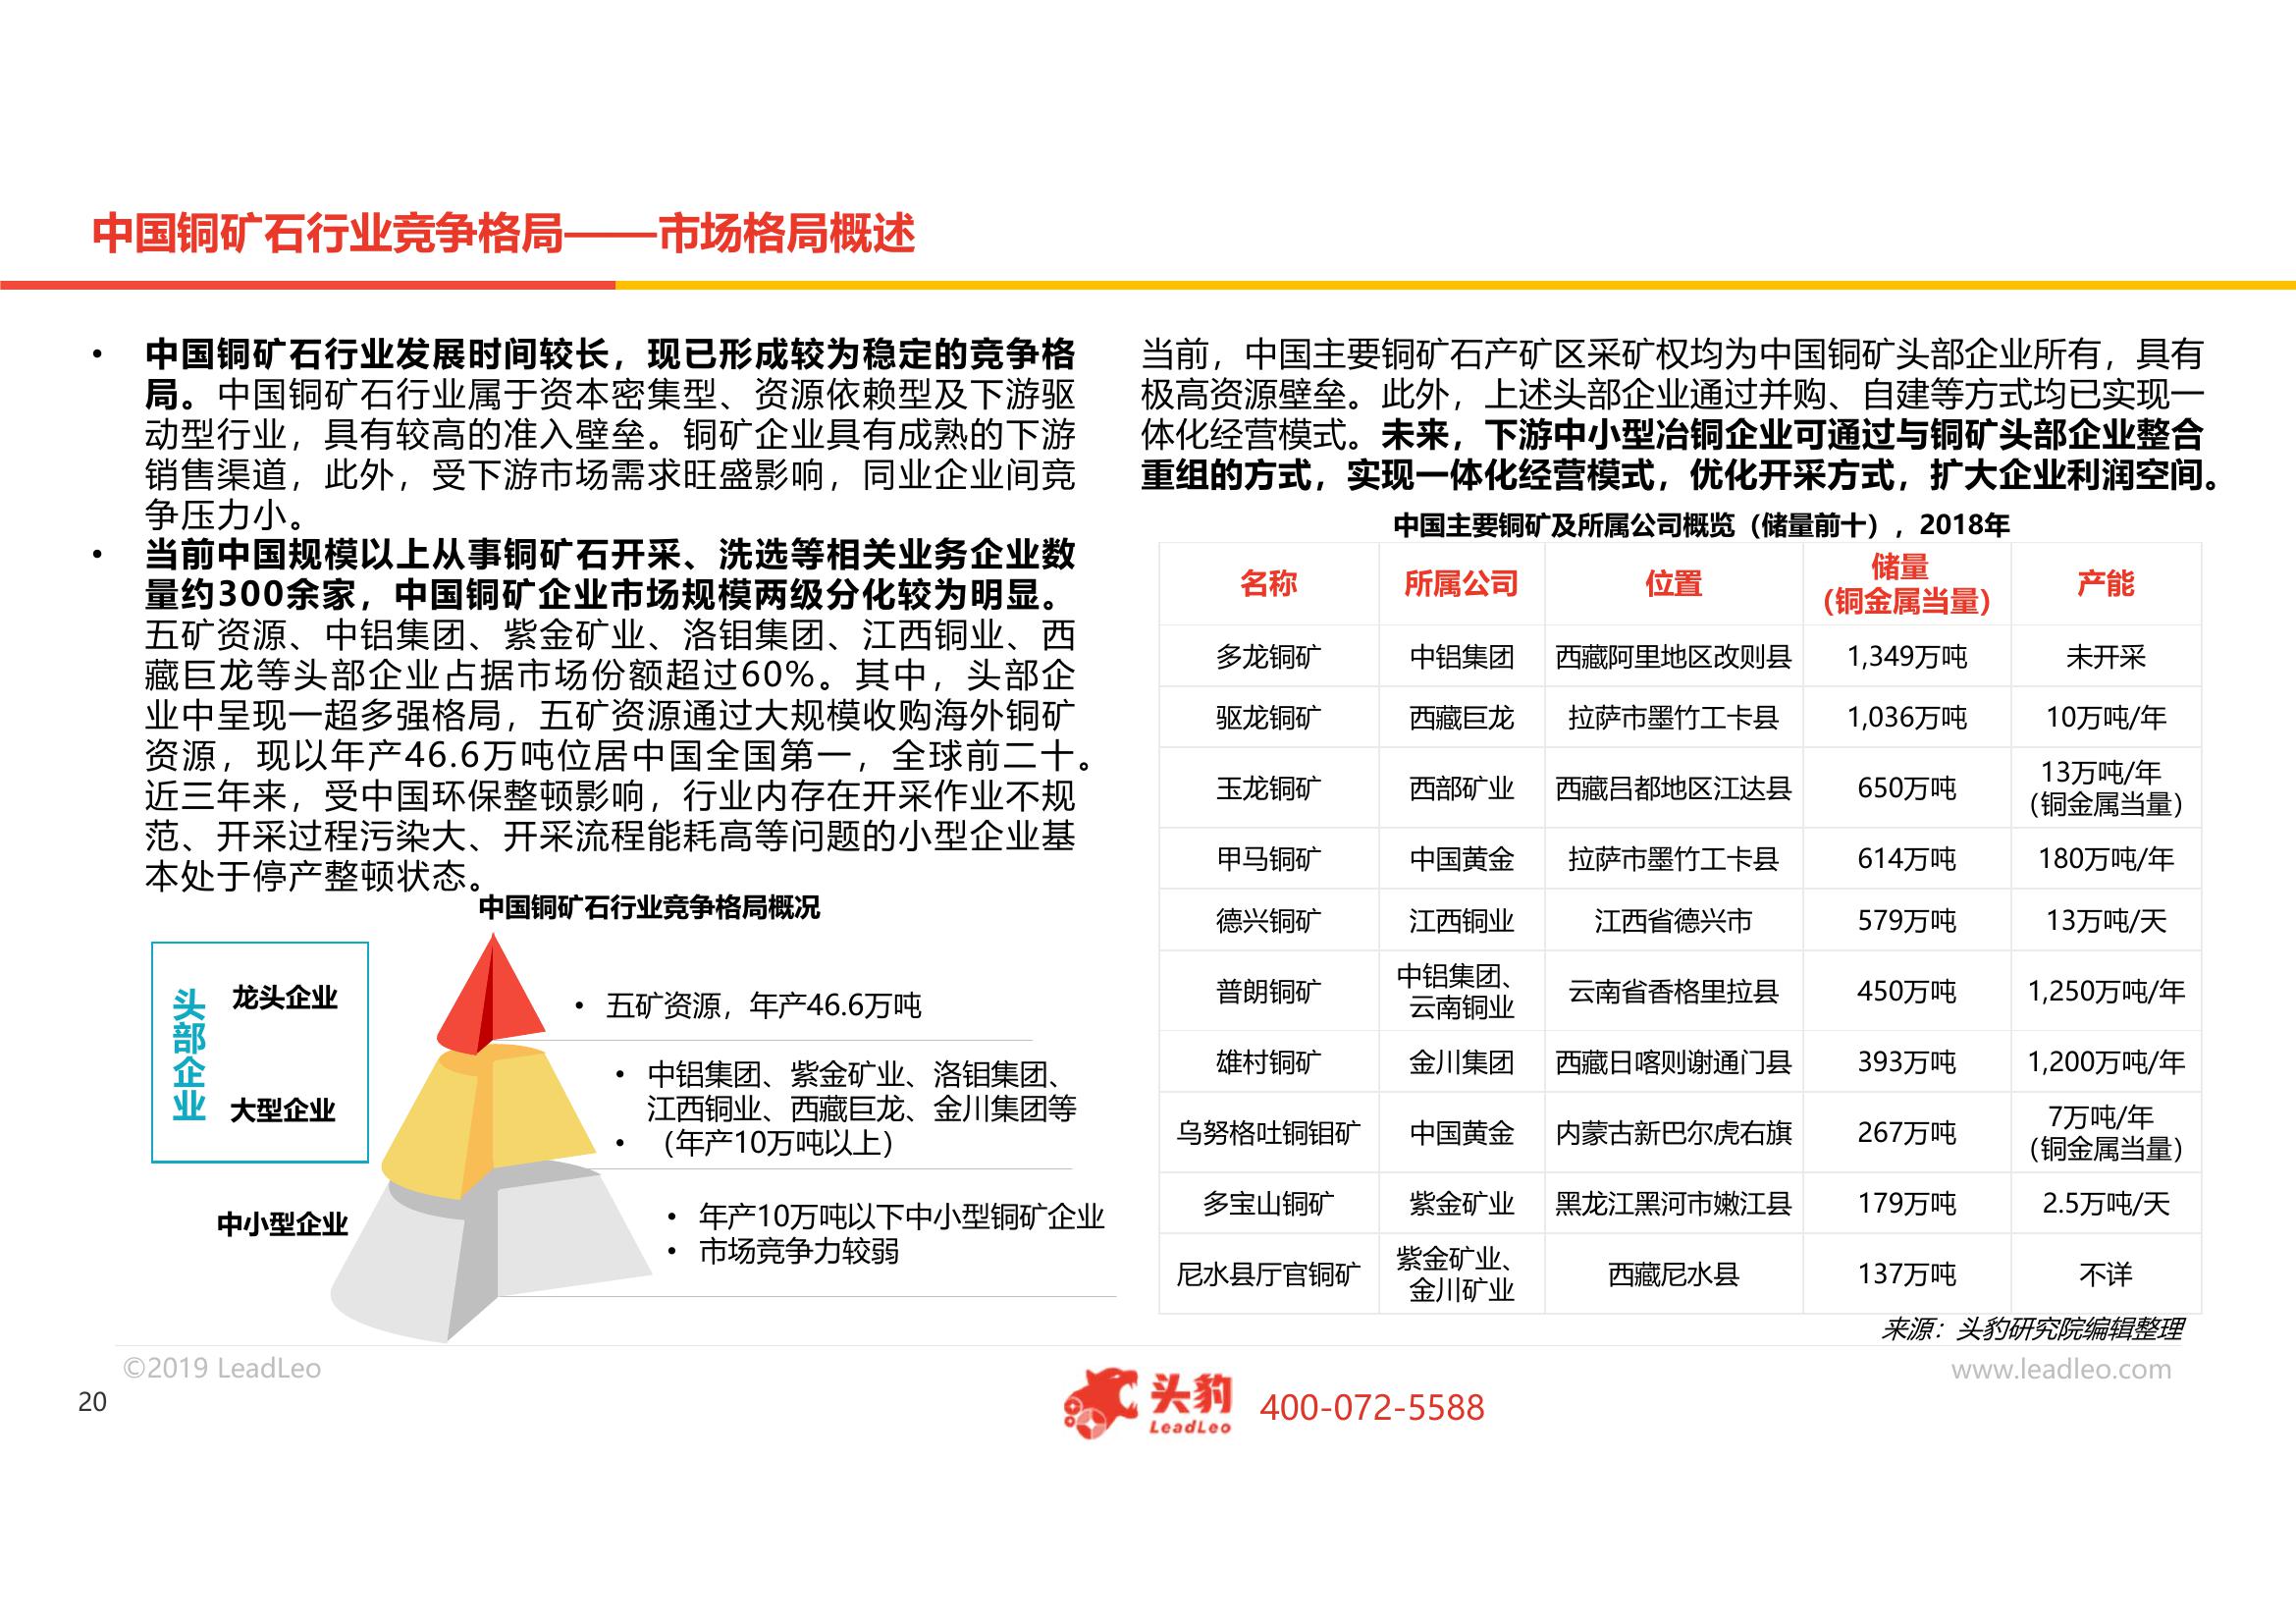 中国铜矿石行业竞争格局——市场格局概述
• 中国铜矿石行业发展时间较长，现已形成较为稳定的竞争格
局。中国铜矿石行业属于资本密集型、资源依赖型及下游驱
动型行业，具有较高的准入壁垒。铜矿企业具有成熟的下游
销售渠道，此外，受下游市场需求旺盛影响，同业企业间竞
争压力小。
• 当前中国规模以上从事铜矿石开采、洗选等相关业务企业数
量约300余家，中国铜矿企业市场规模两级分化较为明显。
五矿资源、中铝集团、紫金矿业、洛钼集团、江西铜业、西
藏巨龙等头部企业占据市场份额超过60%。其中，头部企
业中呈现一超多强格局，五矿资源通过大规模收购海外铜矿
资源，现以年产46.6万吨位居中国全国第一，全球前二十。
近三年来，受中国环保整顿影响，行业内存在开采作业不规
范、开采过程污染大、开采流程能耗高等问题的小型企业基
本处于停产整顿状态。
中国铜矿石行业竞争格局概况
头部企业
龙头企业
• 五矿资源，年产46.6万吨
大型企业
• 中铝集团、紫金矿业、洛钼集团、
江西铜业、西藏巨龙、金川集团等
• （年产10万吨以上）
中小型企业
• 年产10万吨以下中小型铜矿企业
• 市场竞争力较弱
当前，中国主要铜矿石产矿区采矿权均为中国铜矿头部企业所有，具有
极高资源壁垒。此外，上述头部企业通过并购、自建等方式均已实现一
体化经营模式。未来，下游中小型冶铜企业可通过与铜矿头部企业整合
重组的方式，实现一体化经营模式，优化开采方式，扩大企业利润空间。
中国主要铜矿及所属公司概览（储量前十），2018年
名称 所属公司 位置 储量（铜金属当量） 产能
多龙铜矿 中铝集团 西藏阿里地区改则县 1,349万吨 未开采
驱龙铜矿 西藏巨龙 拉萨市墨竹工卡县 1,036万吨 10万吨/年
玉龙铜矿 西部矿业 西藏吕都地区江达县 650万吨 13万吨/年（铜金属当量）
甲马铜矿 中国黄金 拉萨市墨竹工卡县 614万吨 180万吨/年
德兴铜矿 江西铜业 江西省德兴市 579万吨 13万吨/天
普朗铜矿 中铝集团、云南铜业 云南省香格里拉县 450万吨 1,250万吨/年
雄村铜矿 金川集团 西藏日喀则谢通门县 393万吨 1,200万吨/年
乌努格吐铜钼矿 中国黄金 内蒙古新巴尔虎右旗 267万吨 7万吨/年（铜金属当量）
多宝山铜矿 紫金矿业 黑龙江黑河市嫩江县 179万吨 2.5万吨/天
尼水县厅官铜矿 紫金矿业、金川矿业 西藏尼水县 137万吨 不详
来源：头豹研究院编辑整理
©2019 LeadLeo
www.leadleo.com
20
头豹
LeadLeo
400-072-5588